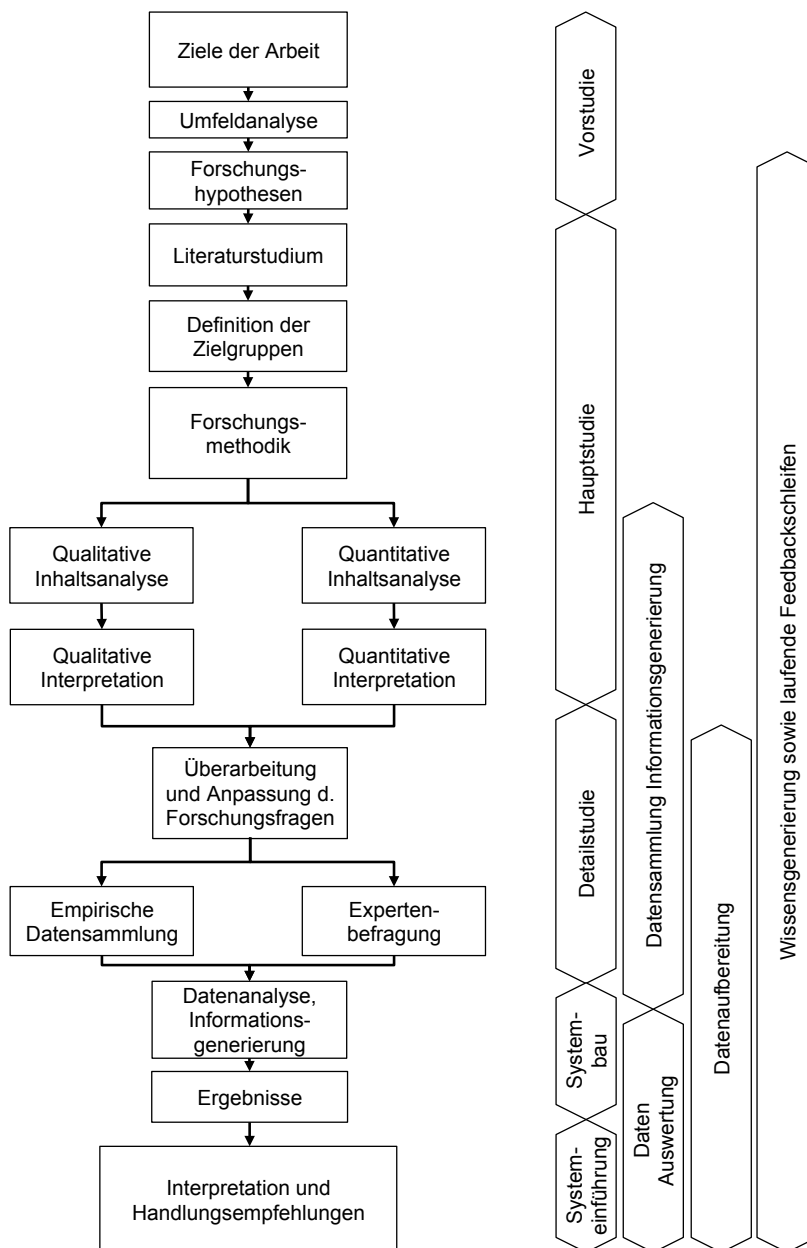 Ziele der Arbeit
Umfeldanalyse
Forschungs-
hypothesen
Literaturstudium
Definition der
Zielgruppen
Forschungs-
methodik
Qualitative
Inhaltsanalyse
Quantitative
Inhaltsanalyse
Qualitative
Interpretation
Quantitative
Interpretation
Überarbeitung
und Anpassung d.
Forschungsfragen
Empirische
Datensammlung
Experten-
befragung
Datenanalyse,
Informations-
generierung
Ergebnisse
Interpretation und
Handlungsempfehlungen
Vorstudie
Hauptstudie
Detailstudie
System-
bau
System-
einführung
Datensammlung Informationsgenerierung
Daten
Auswertung
Datenaufbereitung
Wissensgenerierung sowie laufende Feedbackschleifen